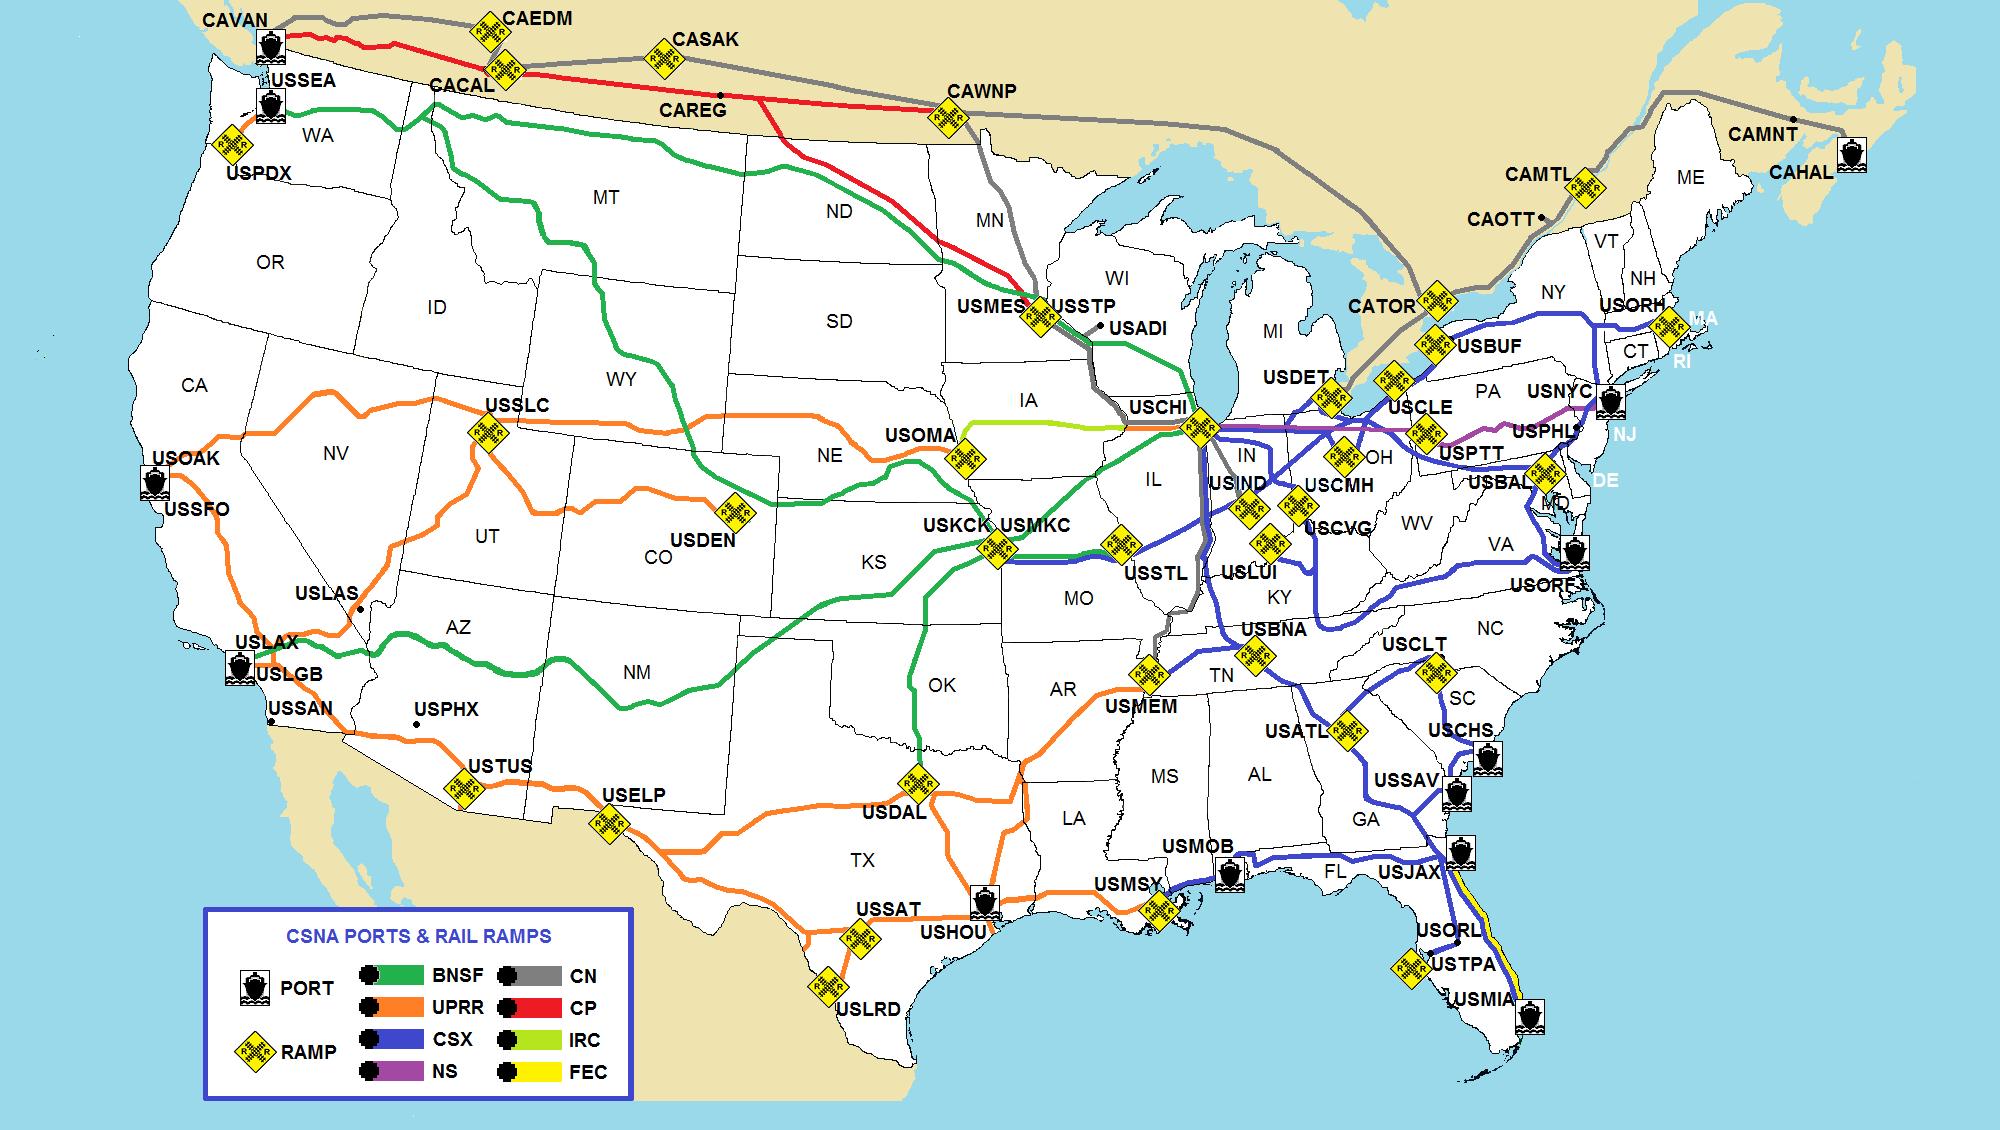 CAVAN
CAEDM
CASAK
USSEA
CACAL
CAREG
CAWNP
CAMNT
WA
USPDX
CAMTL
ME
CAHAL
MT
ND
MN
CAOTT
VT
OR
ID
WI
NH
NY
USMES
USSTP
CATOR
USORH
MA
SD
USADI
MI
USBUF
CT
RI
CA
WY
USDET
PA
USNYC
USSLC
IA
USCHI
USCLE
USOMA
USPHL
NJ
USOAK
NV
NE
IN
OH
USPTT
IL
USIND
USCMH
USBAL
DE
USSFO
MD
USKCK
USMKC
USCVG
WV
UT
USDEN
CO
KS
VA
USSTL
USLUI
USORF
USLAS
MO
KY
AZ
USBNA
NC
USLAX
USCLT
USLGB
NM
OK
AR
TN
SC
USSAN
USPHX
USMEM
USATL
USCHS
USTUS
MS
AL
USSAV
USELP
USDAL
LA
GA
TX
USMOB
FL
USJAX
USMSY
USSAT
USHOU
USORL
CSNA PORTS & RAIL RAMPS
USTPA
PORT
BNSF
CN
USMIA
UPRR
CP
USLRD
CSX
IRC
RAMP
NS
FEC